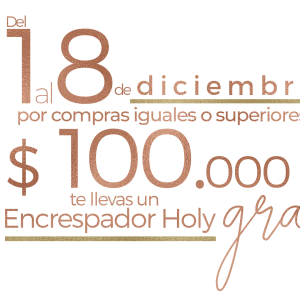 Del
1 al 8 de diciembr
por compras iguales o superiores
$ 100.000
te llevas un
Encrespador Holy gra